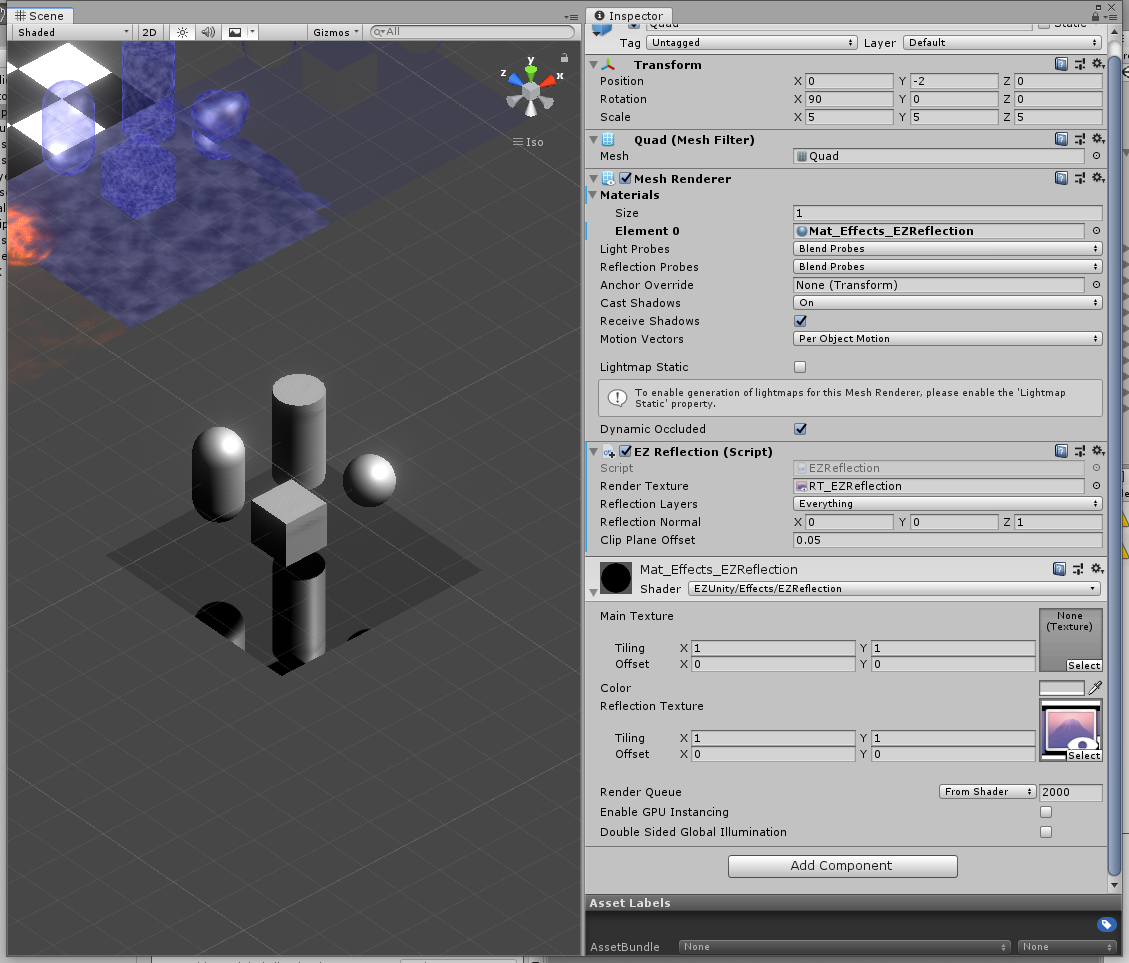 Scene
Shaded 2D Gizmos All
y
z x
Iso
Inspector
Quad Static
Tag Untagged Layer Default
Transform
Position X 0 Y -2 Z 0
Rotation X 90 Y 0 Z 0
Scale X 5 Y 5 Z 5
Quad (Mesh Filter)
Mesh Quad
Mesh Renderer
Materials
Size 1
Element 0 Mat_Effects_EZReflection
Light Probes Blend Probes
Reflection Probes Blend Probes
Anchor Override None (Transform)
Cast Shadows On
Receive Shadows
Motion Vectors Per Object Motion
Lightmap Static
To enable generation of lightmaps for this Mesh Renderer, please enable the 'Lightmap
Static' property.
Dynamic Occluded
EZ Reflection (Script)
Script EZReflection
Render Texture RT_EZReflection
Reflection Layers Everything
Reflection Normal X 0 Y 0 Z 1
Clip Plane Offset 0.05
Mat_Effects_EZReflection
Shader EZUnity/Effects/EZReflection
Main Texture None
(Texture)
Tiling X 1 Y 1
Offset X 0 Y 0
Select
Color
Reflection Texture
Tiling X 1 Y 1
Offset X 0 Y 0
Select
Render Queue From Shader 2000
Enable GPU Instancing
Double Sided Global Illumination
Add Component
Asset Labels
AssetBundle None None